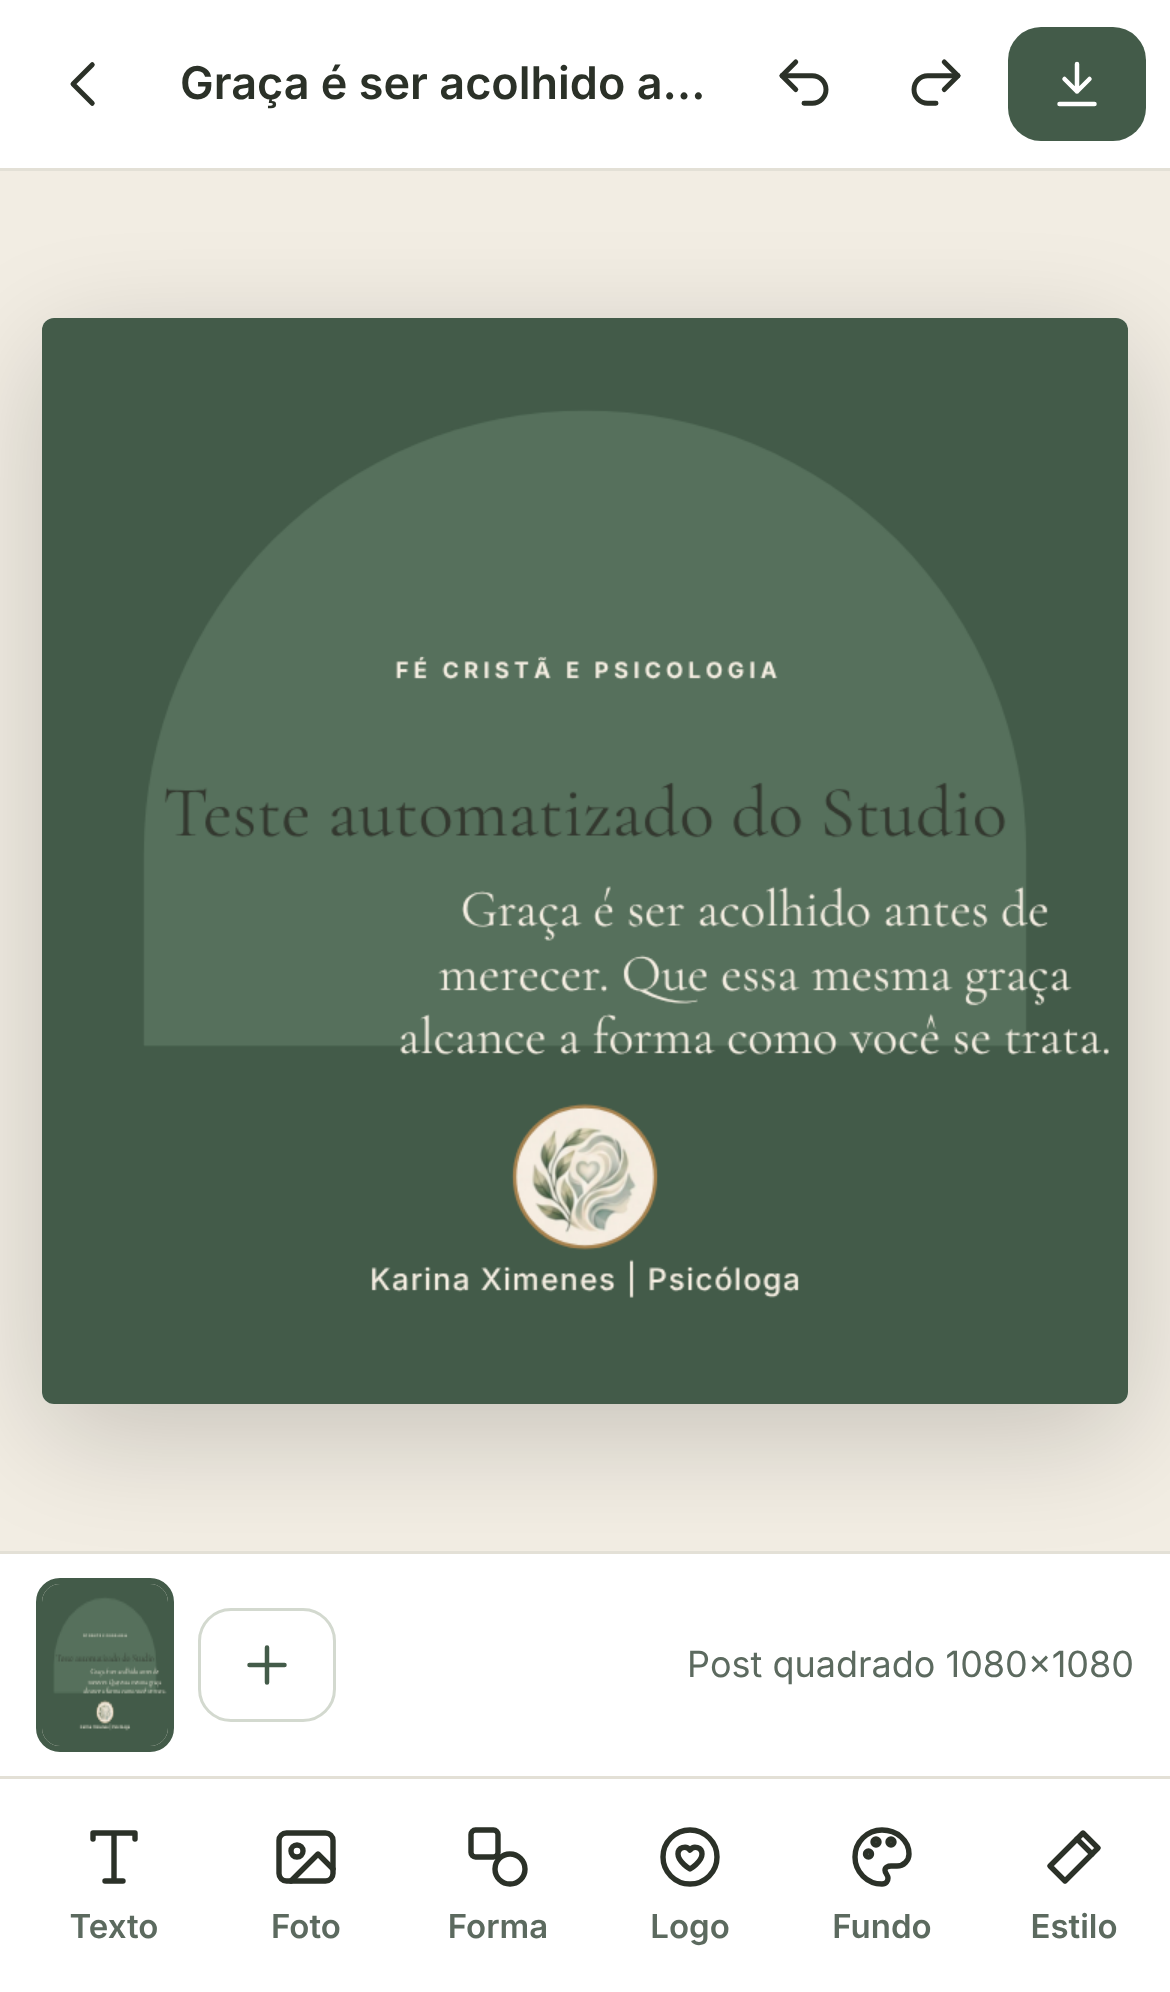 Graça é ser acolhido a...
FÉ CRISTÃ E PSICOLOGIA
Teste automatizado do Studio
Graça é ser acolhido antes de
merecer. Que essa mesma graça
alcance a forma como você se trata.
Karina Ximenes | Psicóloga
Post quadrado 1080×1080
Texto
Foto
Forma
Logo
Fundo
Estilo